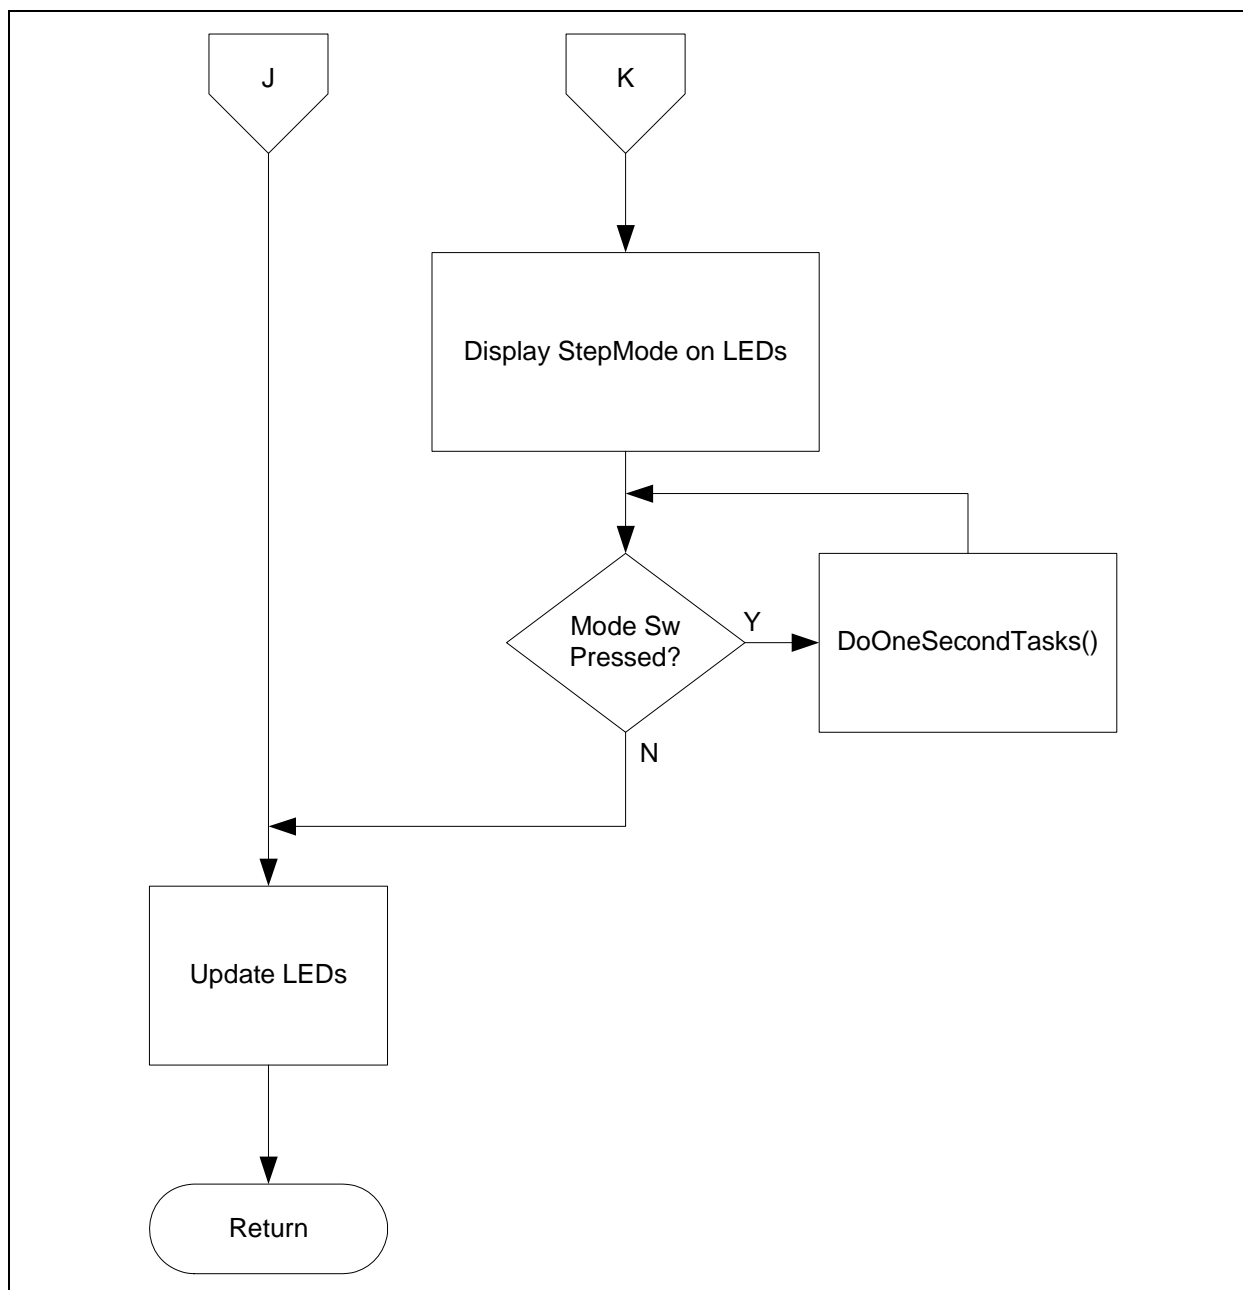 J
K
Display StepMode on LEDs
Mode Sw
Pressed?
Y
DoOneSecondTasks()
N
Update LEDs
Return